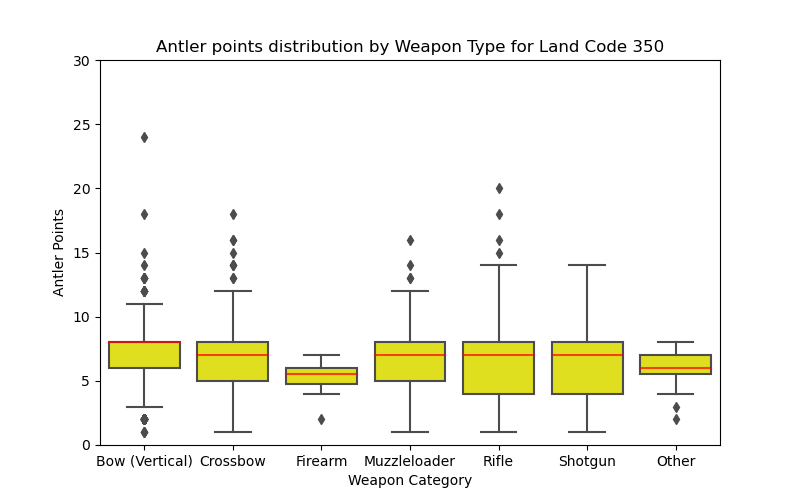 Antler points distribution by Weapon Type for Land Code 350
30
25
20
15
10
5
0
Antler Points
Bow (Vertical) Crossbow Firearm Muzzleloader Rifle Shotgun Other
Weapon Category